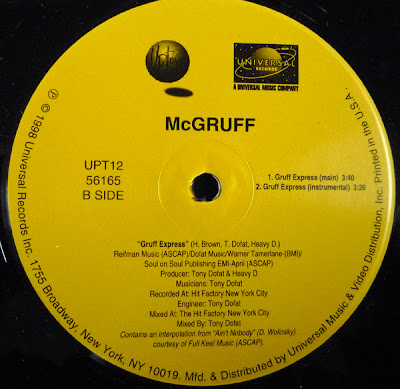 Uptown
UNIVERSAL
RECORDS
A UNIVERSAL MUSIC COMPANY
McGRUFF
UPT12
56165
B SIDE
1. Gruff Express (main) 3:40
2. Gruff Express (instrumental) 3:26
"Gruff Express" (H. Brown, T. Dofat, Heavy D.)
Reifman Music (ASCAP)/Dofat Music/Warner Tamerlane-(BMI)/
Soul on Soul Publishing EMI-April (ASCAP)
Producer: Tony Dofat & Heavy D
Musicians: Tony Dofat
Recorded At: Hit Factory New York City
Engineer: Tony Dofat
Mixed At: The Hit Factory New York City
Mixed By: Tony Dofat
Contains an interpolation from "Ain't Nobody" (D. Wolinsky)
courtesy of Full Keel Music (ASCAP).
℗ © 1998 Universal Records Inc. 1755 Broadway, New York, NY 10019. Mfd. & Distributed by Universal Music & Video Distribution, Inc. Printed in the U.S.A.